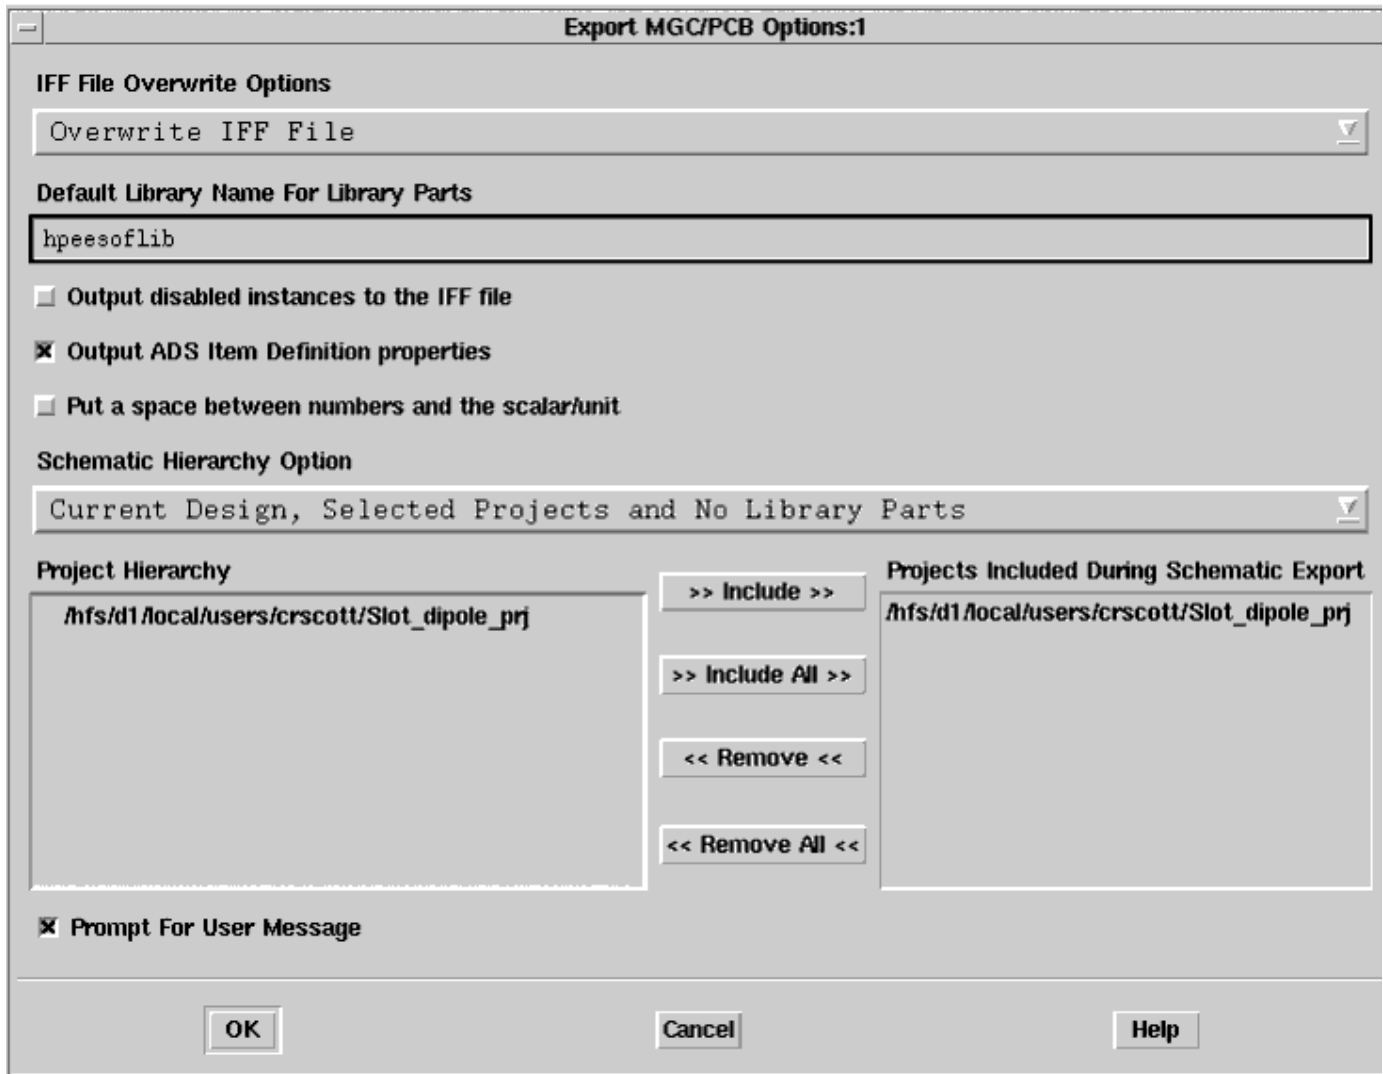 Export MGC/PCB Options:1
IFF File Overwrite Options
Overwrite IFF File
Default Library Name For Library Parts
hpeesoflib
Output disabled instances to the IFF file
Output ADS Item Definition properties
Put a space between numbers and the scalar/unit
Schematic Hierarchy Option
Current Design, Selected Projects and No Library Parts
Project Hierarchy
/hfs/d1/local/users/crscott/Slot_dipole_prj
>> Include >>
>> Include All >>
<< Remove <<
<< Remove All <<
Projects Included During Schematic Export
/hfs/d1/local/users/crscott/Slot_dipole_prj
Prompt For User Message
OK
Cancel
Help